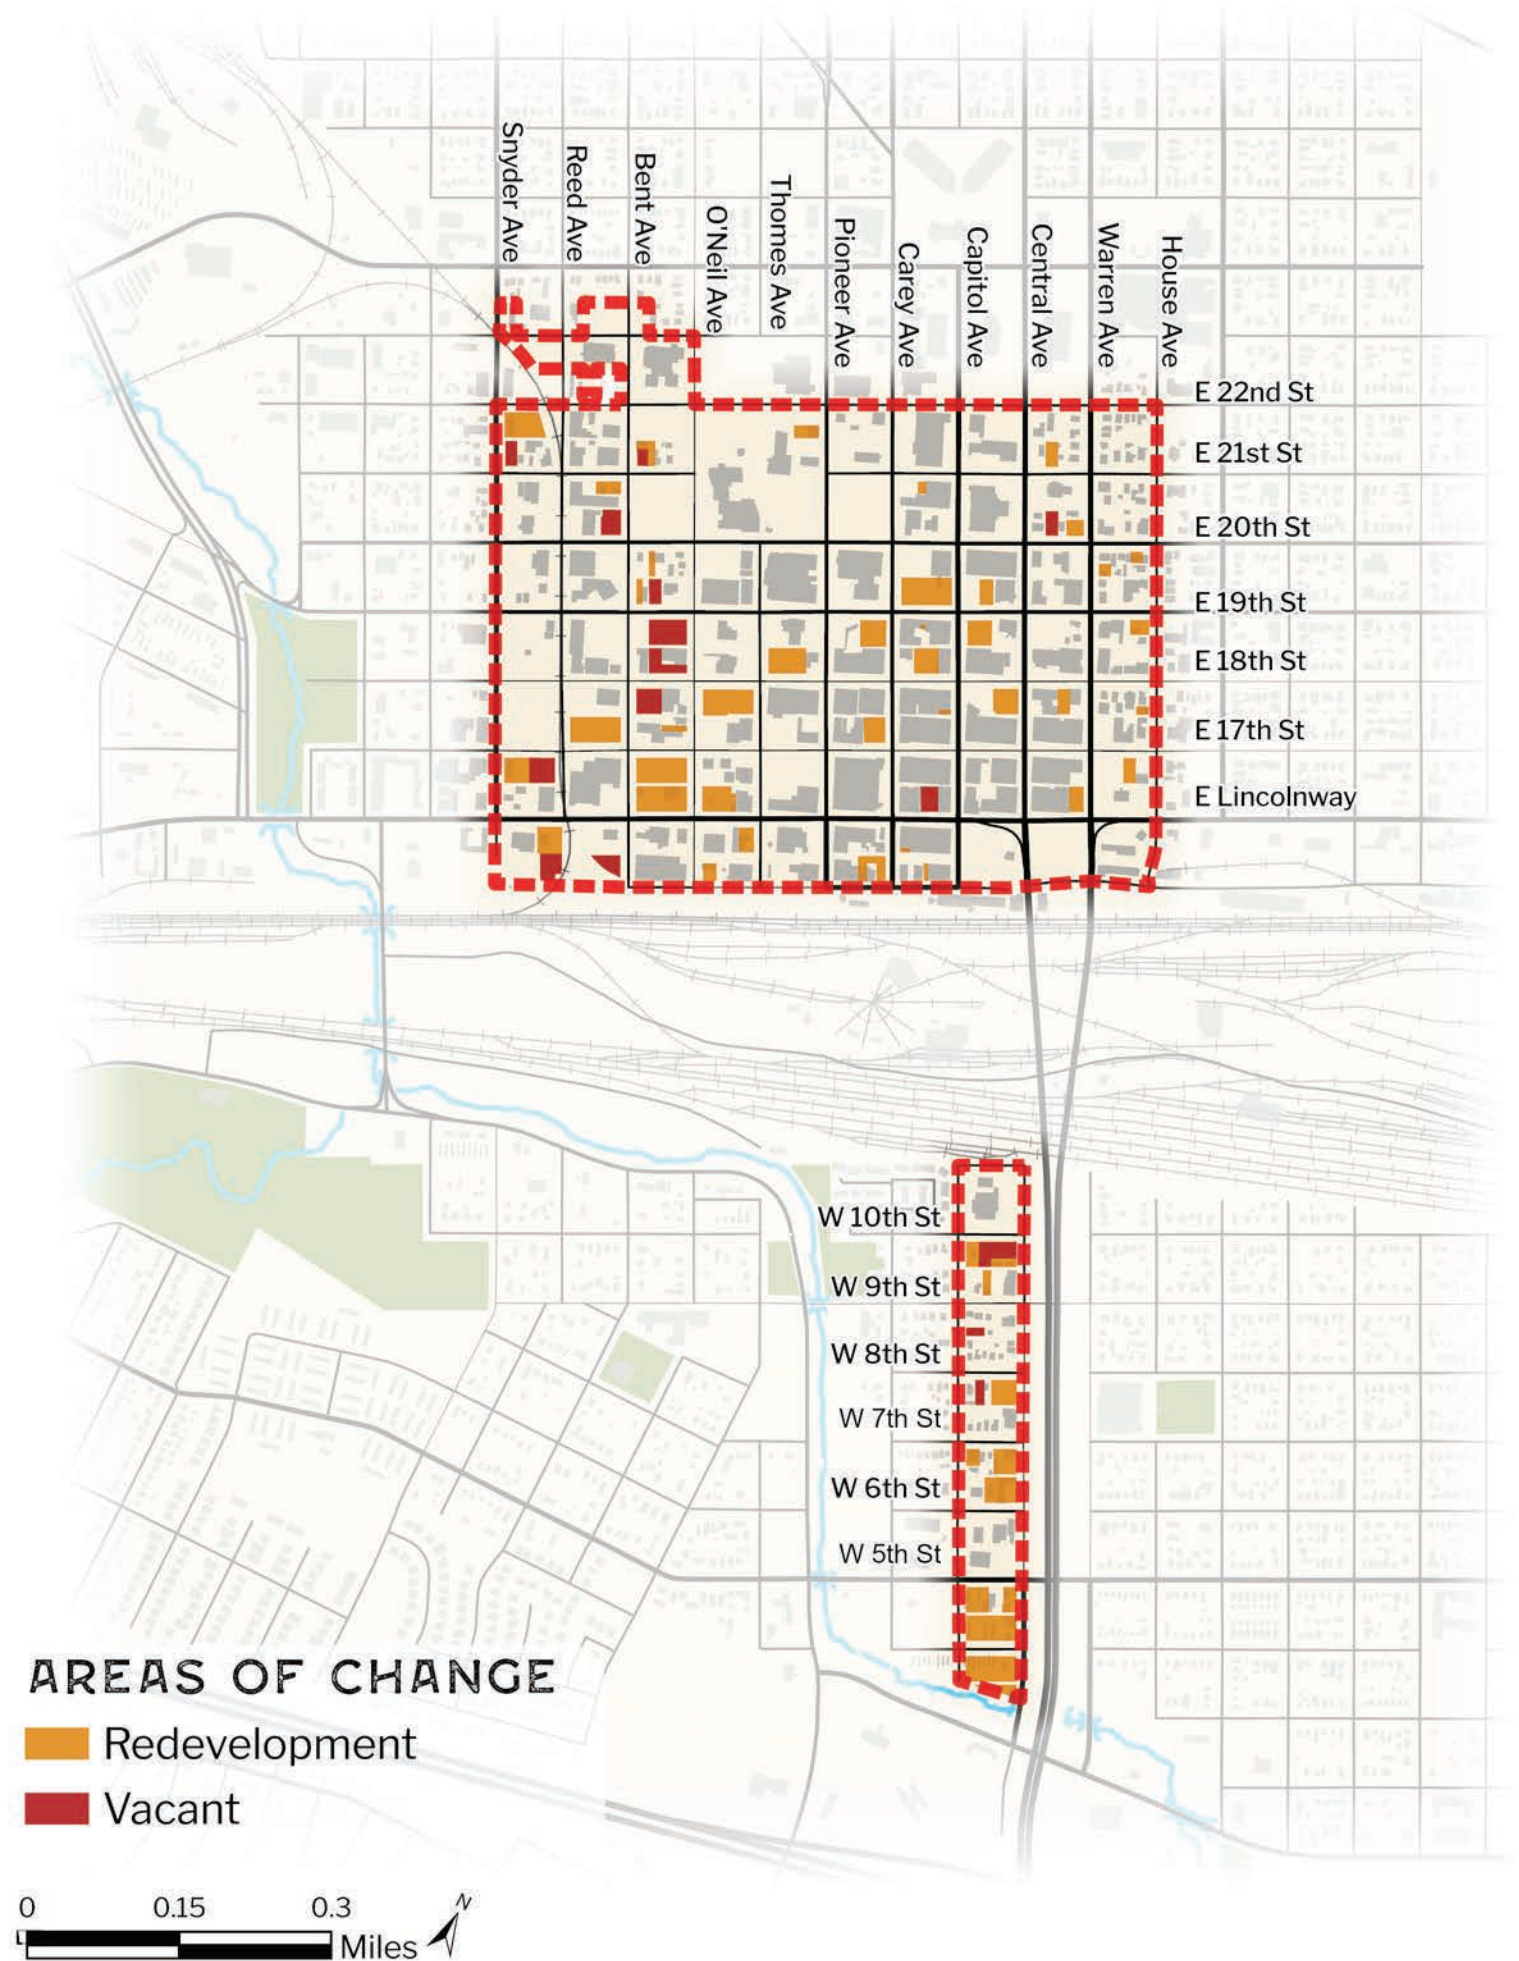 Snyder Ave
Reed Ave
Bent Ave
O'Neil Ave
Thomes Ave
Pioneer Ave
Carey Ave
Capitol Ave
Central Ave
Warren Ave
House Ave
E 22nd St
E 21st St
E 20th St
E 19th St
E 18th St
E 17th St
E Lincolnway
W 10th St
W 9th St
W 8th St
W 7th St
W 6th St
W 5th St
AREAS OF CHANGE
Redevelopment
Vacant
0 0.15 0.3
Miles
N